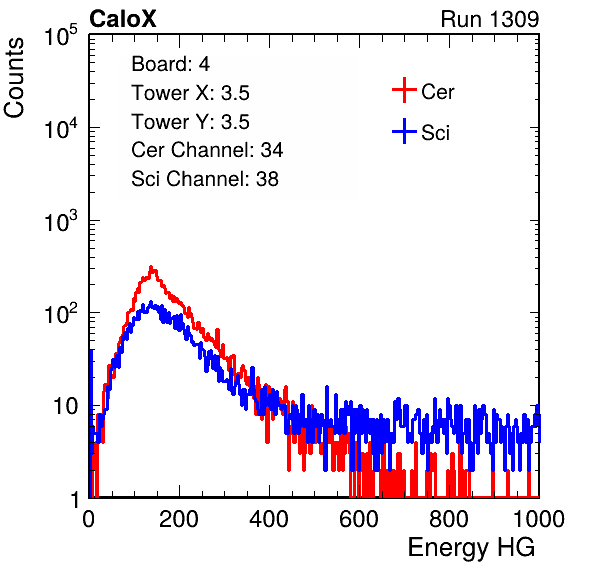 CaloX Run 1309
Counts
Board: 4
Tower X: 3.5
Tower Y: 3.5
Cer Channel: 34
Sci Channel: 38
Cer
Sci
10^5
10^4
10^3
10^2
10
1
0 200 400 600 800 1000
Energy HG